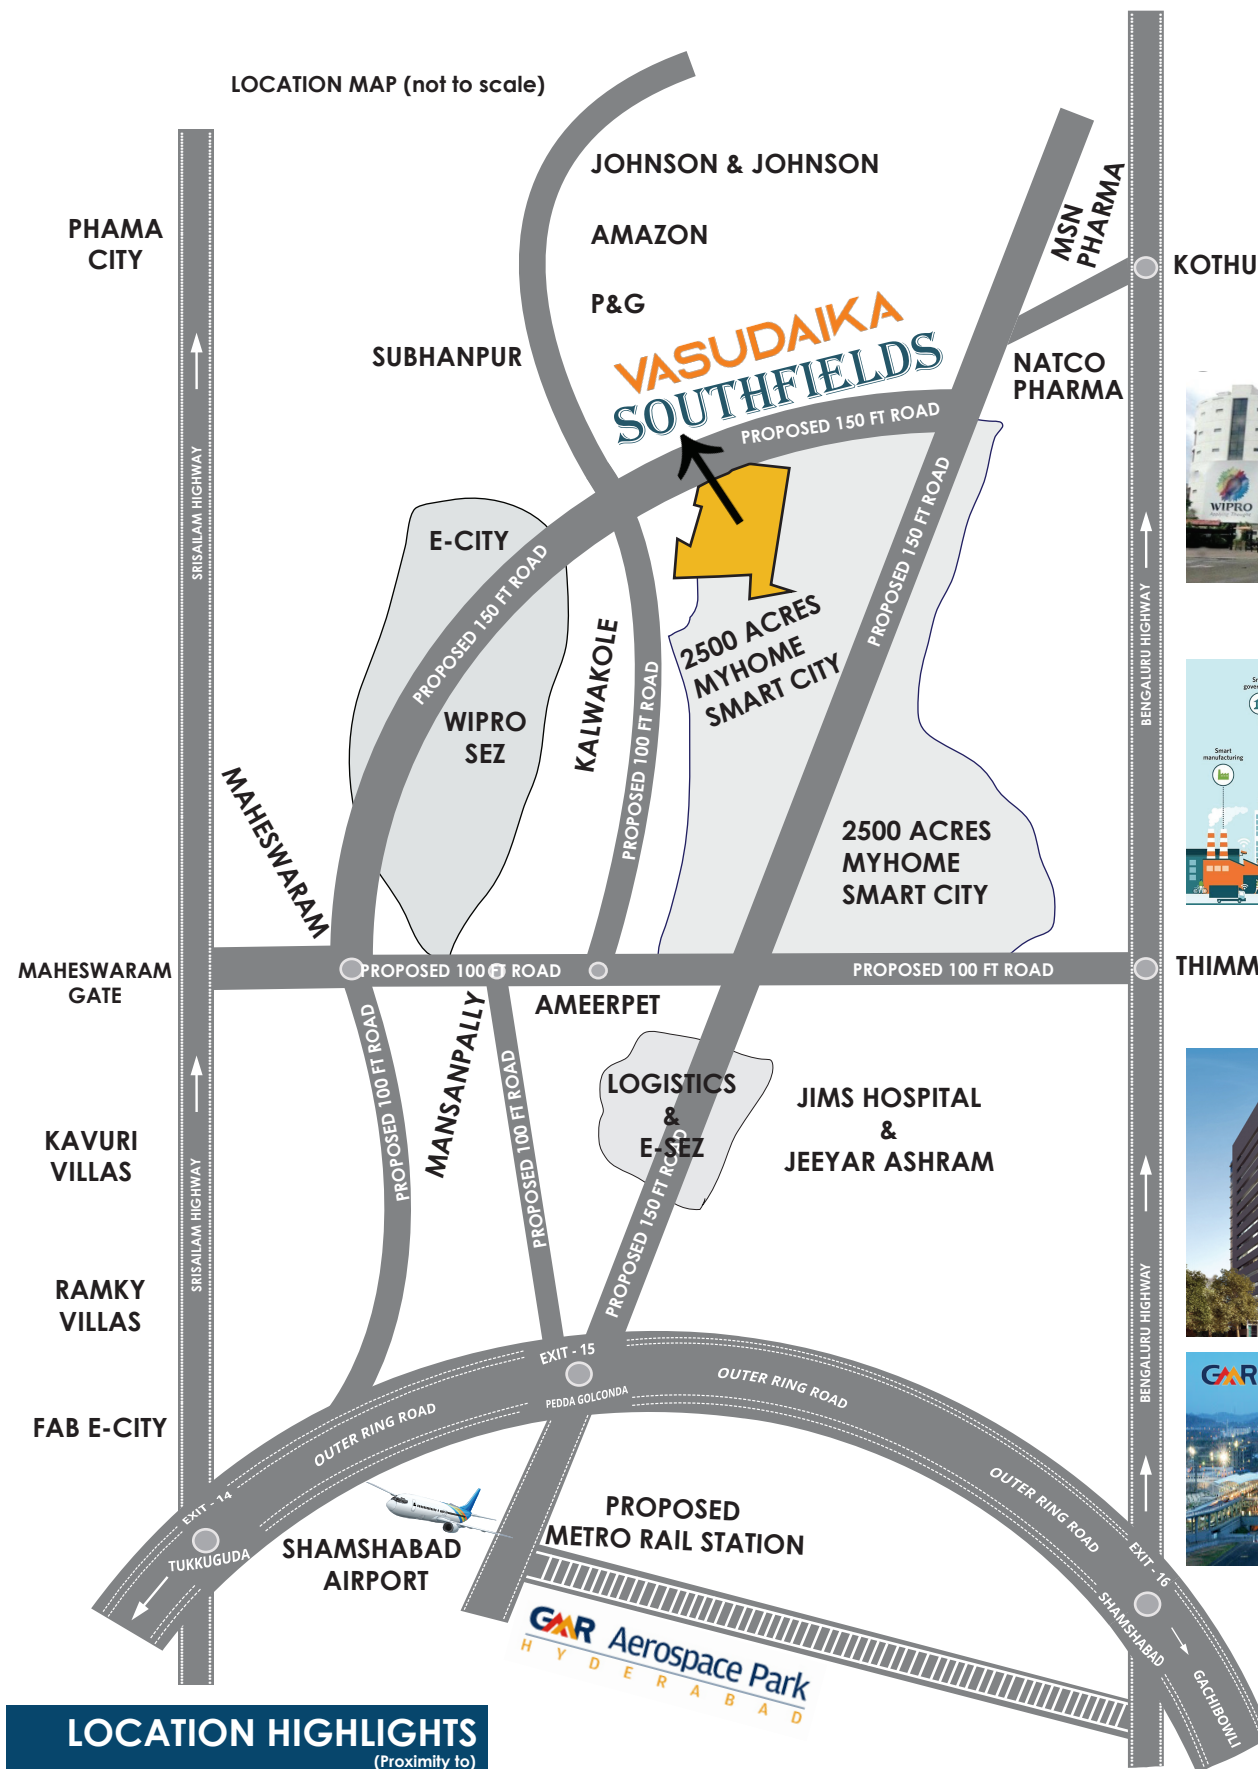 LOCATION MAP (not to scale)
JOHNSON & JOHNSON
AMAZON
P&G
PHAMA
CITY
MSN
PHARMA
KOTHU
SUBHANPUR
VASUDAIKA
SOUTHFIELDS
NATCO
PHARMA
PROPOSED 150 FT ROAD
SRISAILAM HIGHWAY
WIPRO
E-CITY
PROPOSED 150 FT ROAD
PROPOSED 150 FT ROAD
2500 ACRES
MYHOME
SMART CITY
BENGALURU HIGHWAY
KALWAKOLE
PROPOSED 100 FT ROAD
WIPRO
SEZ
Smart
manufacturing
MAHESWARAM
2500 ACRES
MYHOME
SMART CITY
MAHESWARAM
GATE
PROPOSED 100 FT ROAD
PROPOSED 100 FT ROAD
THIMM
AMEERPET
MANSANPALLY
PROPOSED 100 FT ROAD
PROPOSED 100 FT ROAD
LOGISTICS
&
E-SEZ
JIMS HOSPITAL
&
JEEYAR ASHRAM
KAVURI
VILLAS
SRISAILAM HIGHWAY
PROPOSED 150 FT ROAD
RAMKY
VILLAS
BENGALURU HIGHWAY
EXIT - 15
PEDDA GOLCONDA
OUTER RING ROAD
OUTER RING ROAD
GMR
FAB E-CITY
OUTER RING ROAD
EXIT - 14
TUKKUGUDA
SHAMSHABAD
AIRPORT
PROPOSED
METRO RAIL STATION
EXIT - 16
SHAMSHABAD
GACHIBOWLI
GMR Aerospace Park
HYDERABAD
LOCATION HIGHLIGHTS
(Proximity to)